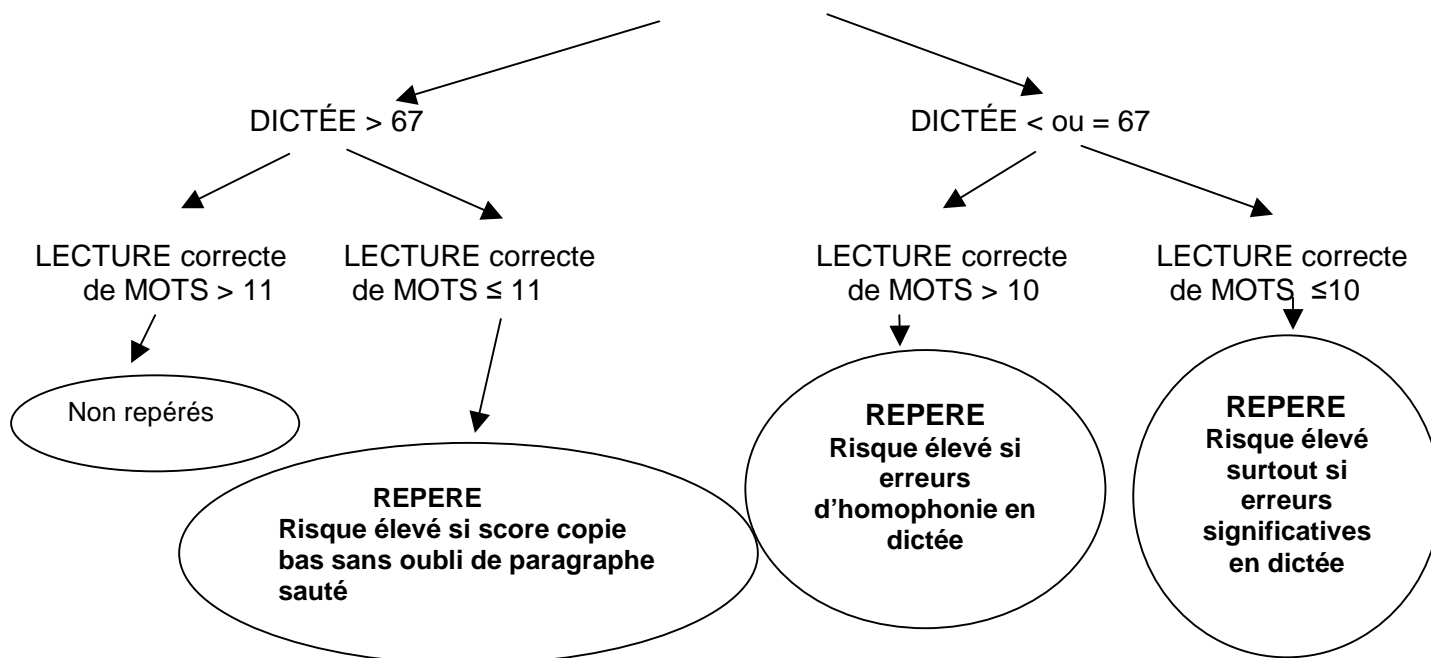 DICTÉE > 67
DICTÉE < ou = 67
LECTURE correcte
de MOTS > 11
LECTURE correcte
de MOTS ≤ 11
LECTURE correcte
de MOTS > 10
LECTURE correcte
de MOTS ≤10
Non repérés
REPERE
Risque élevé si score copie
bas sans oubli de paragraphe
sauté
REPERE
Risque élevé si
erreurs
d’homophonie en
dictée
REPERE
Risque élevé
surtout si
erreurs
significatives
en dictée